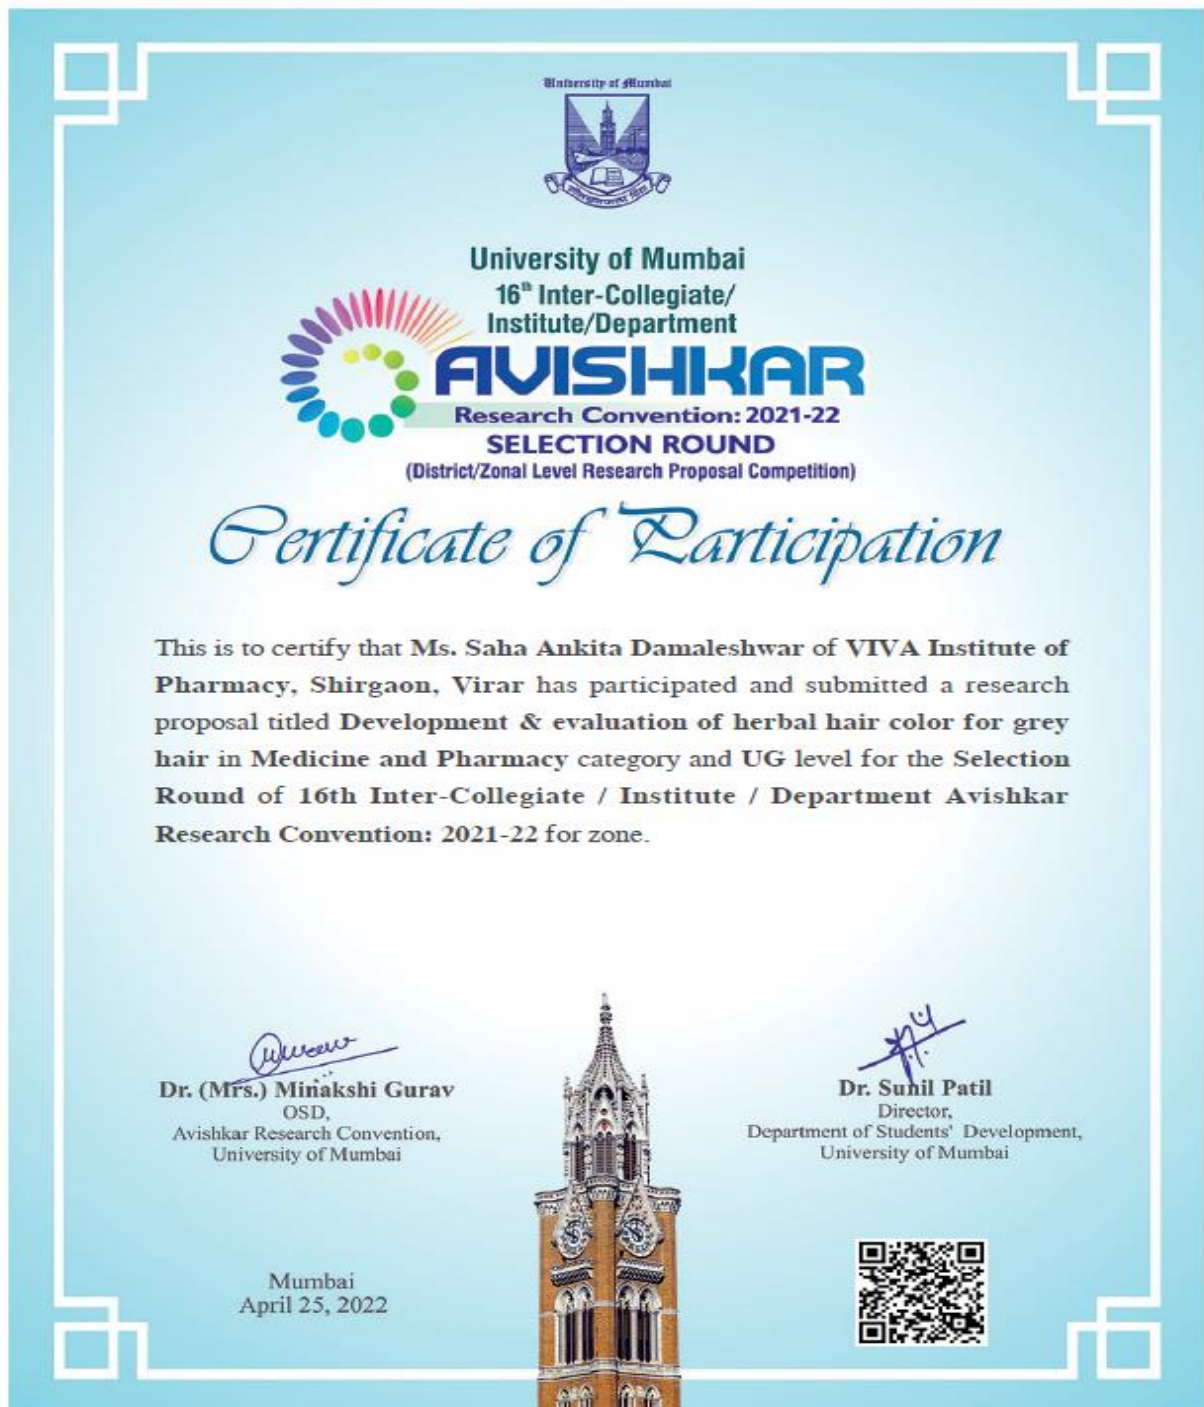 University of Mumbai
University of Mumbai
16th Inter-Collegiate/
Institute/Department
AVISHKAR
Research Convention: 2021-22
SELECTION ROUND
(District/Zonal Level Research Proposal Competition)
Certificate of Participation
This is to certify that Ms. Saha Ankita Damaleshwar of VIVA Institute of
Pharmacy, Shirgaon, Virar has participated and submitted a research
proposal titled Development & evaluation of herbal hair color for grey
hair in Medicine and Pharmacy category and UG level for the Selection
Round of 16th Inter-Collegiate / Institute / Department Avishkar
Research Convention: 2021-22 for zone.
Dr. (Mrs.) Minakshi Gurav
OSD,
Avishkar Research Convention,
University of Mumbai
Dr. Sunil Patil
Director,
Department of Students' Development,
University of Mumbai
Mumbai
April 25, 2022